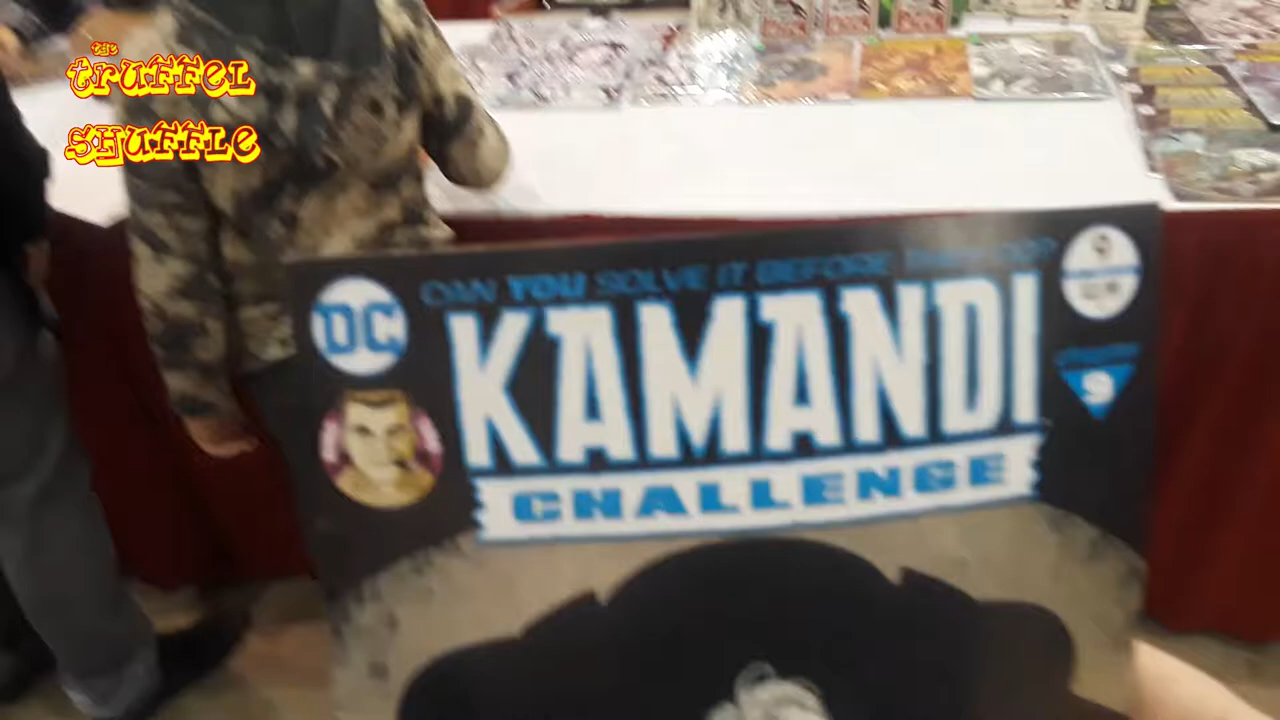 the
truffel
shuffle
CAN YOU SOLVE IT BEFORE
DC
KAMANDI
9
CHALLENGE